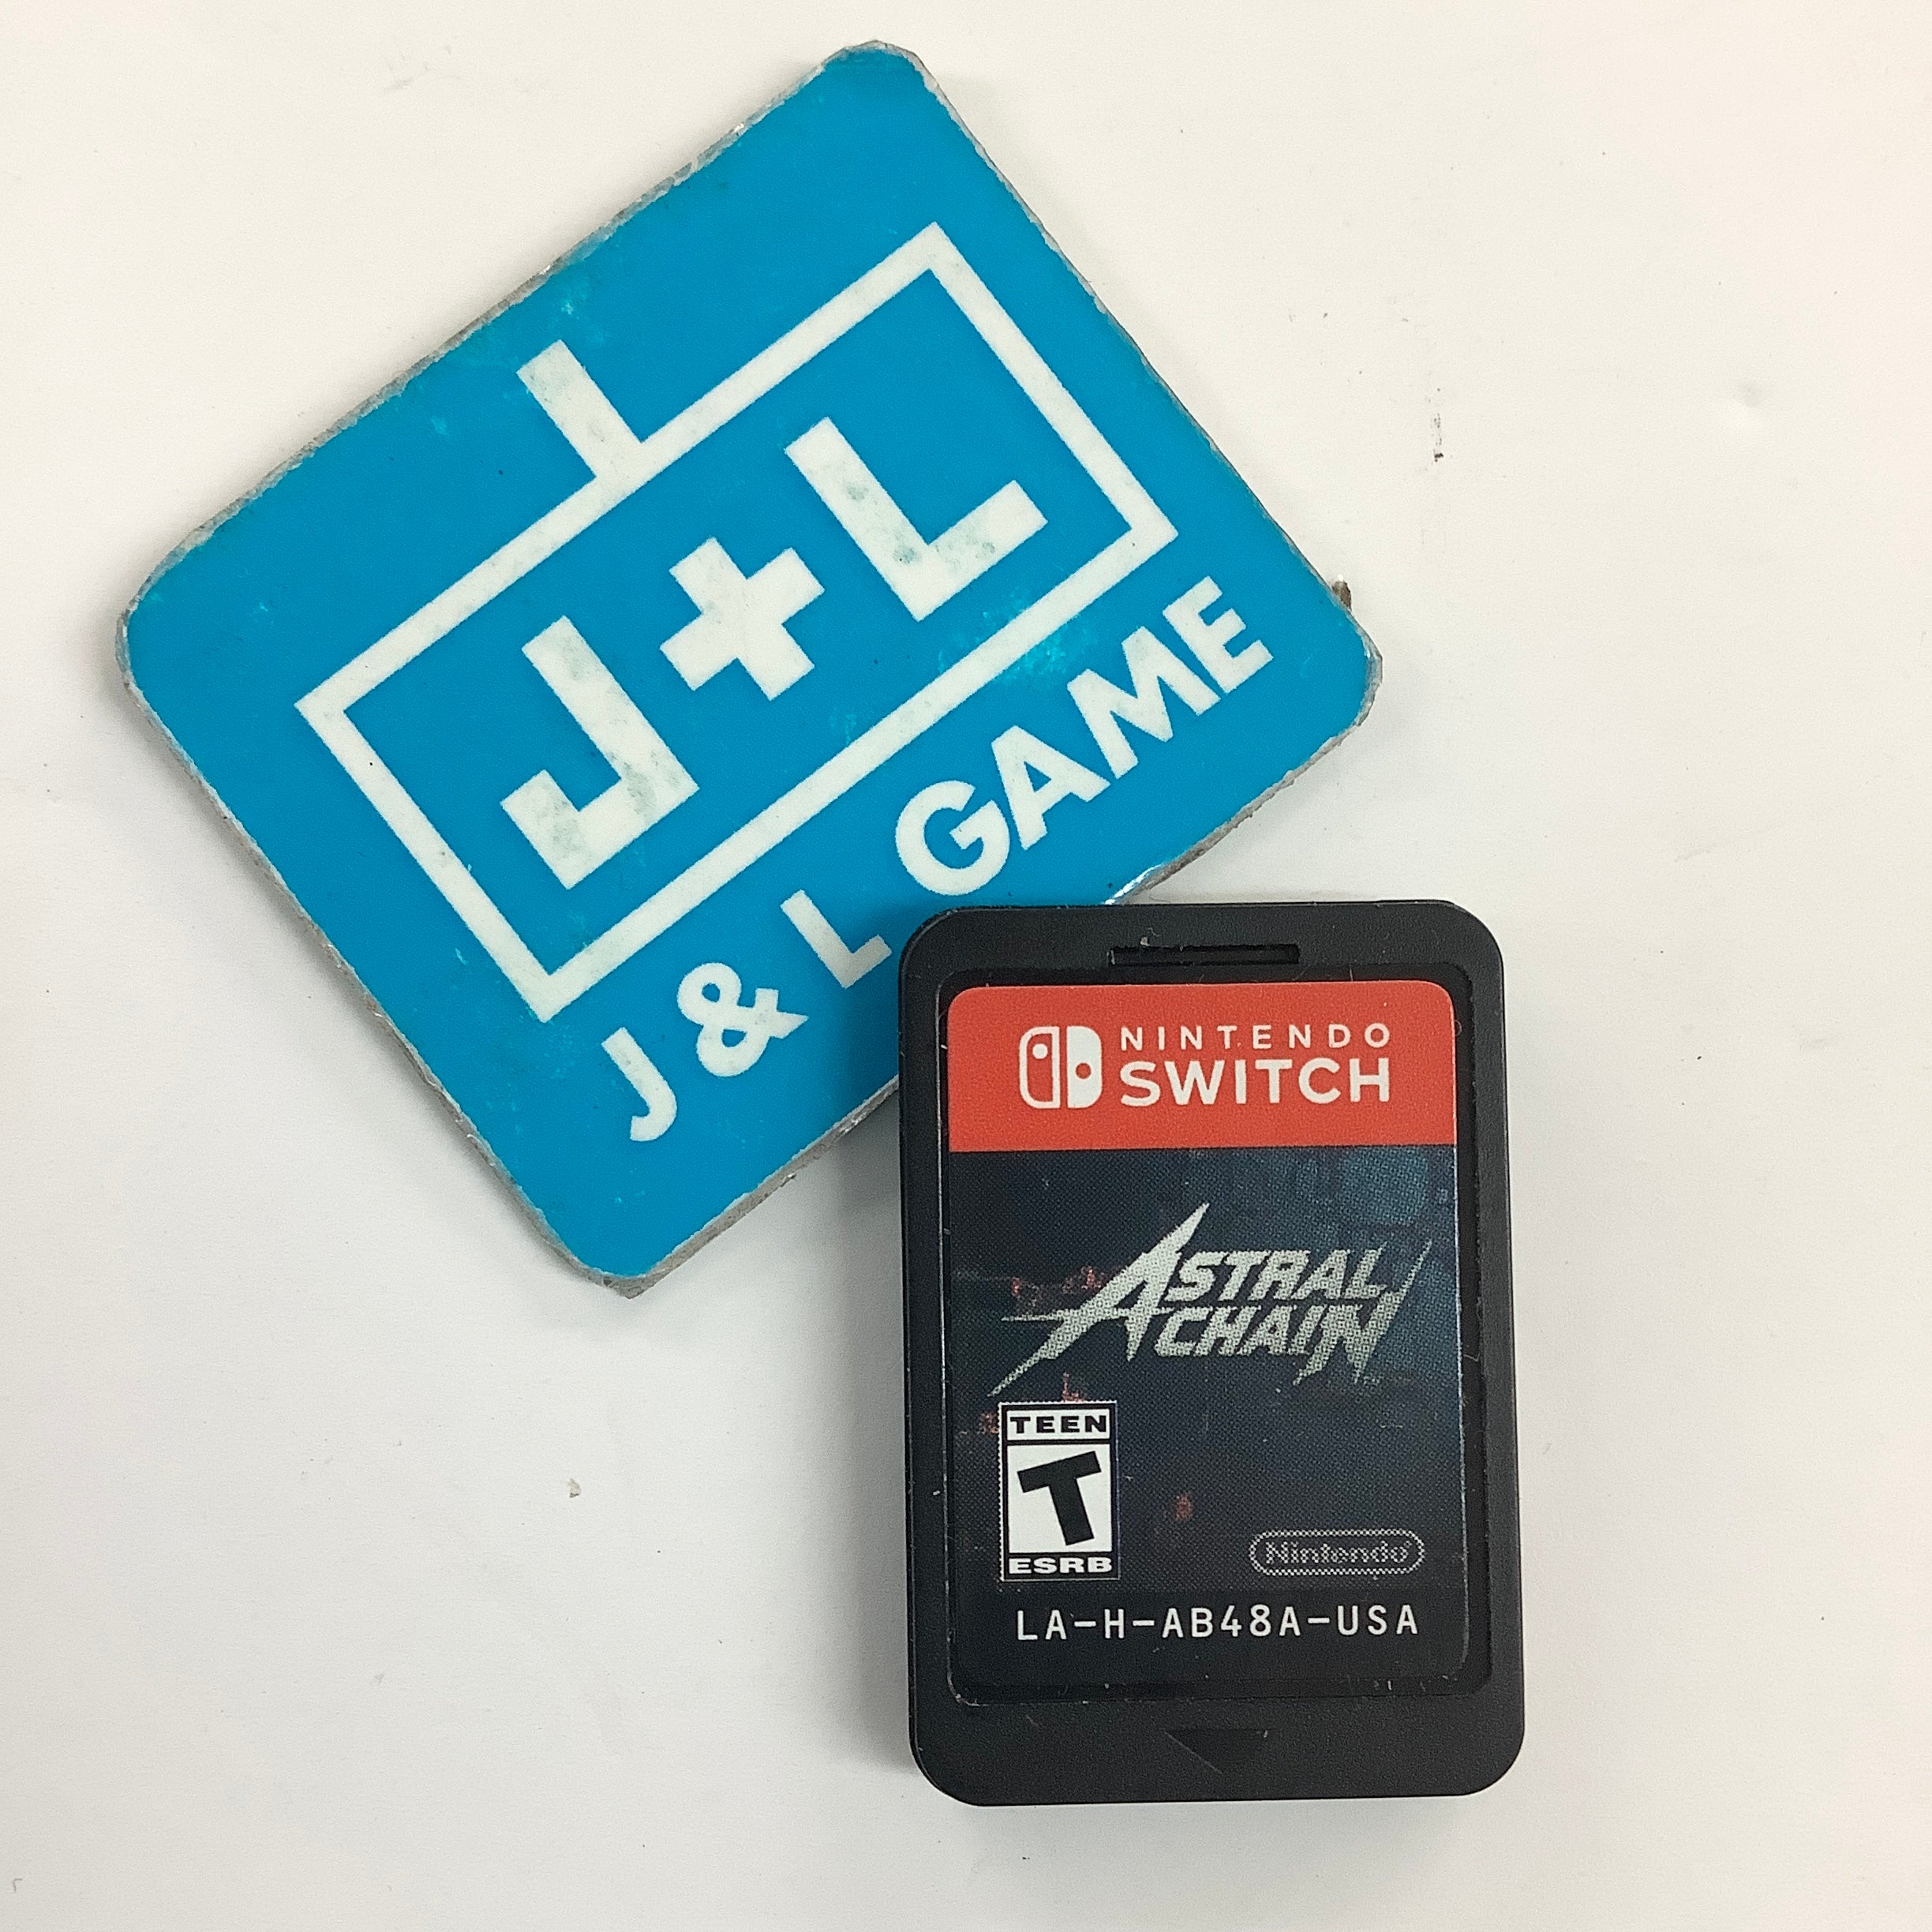 J+L
J & L GAME
NINTENDO
SWITCH
ASTRAL
CHAIN
TEEN
T
ESRB
Nintendo
LA-H-AB48A-USA